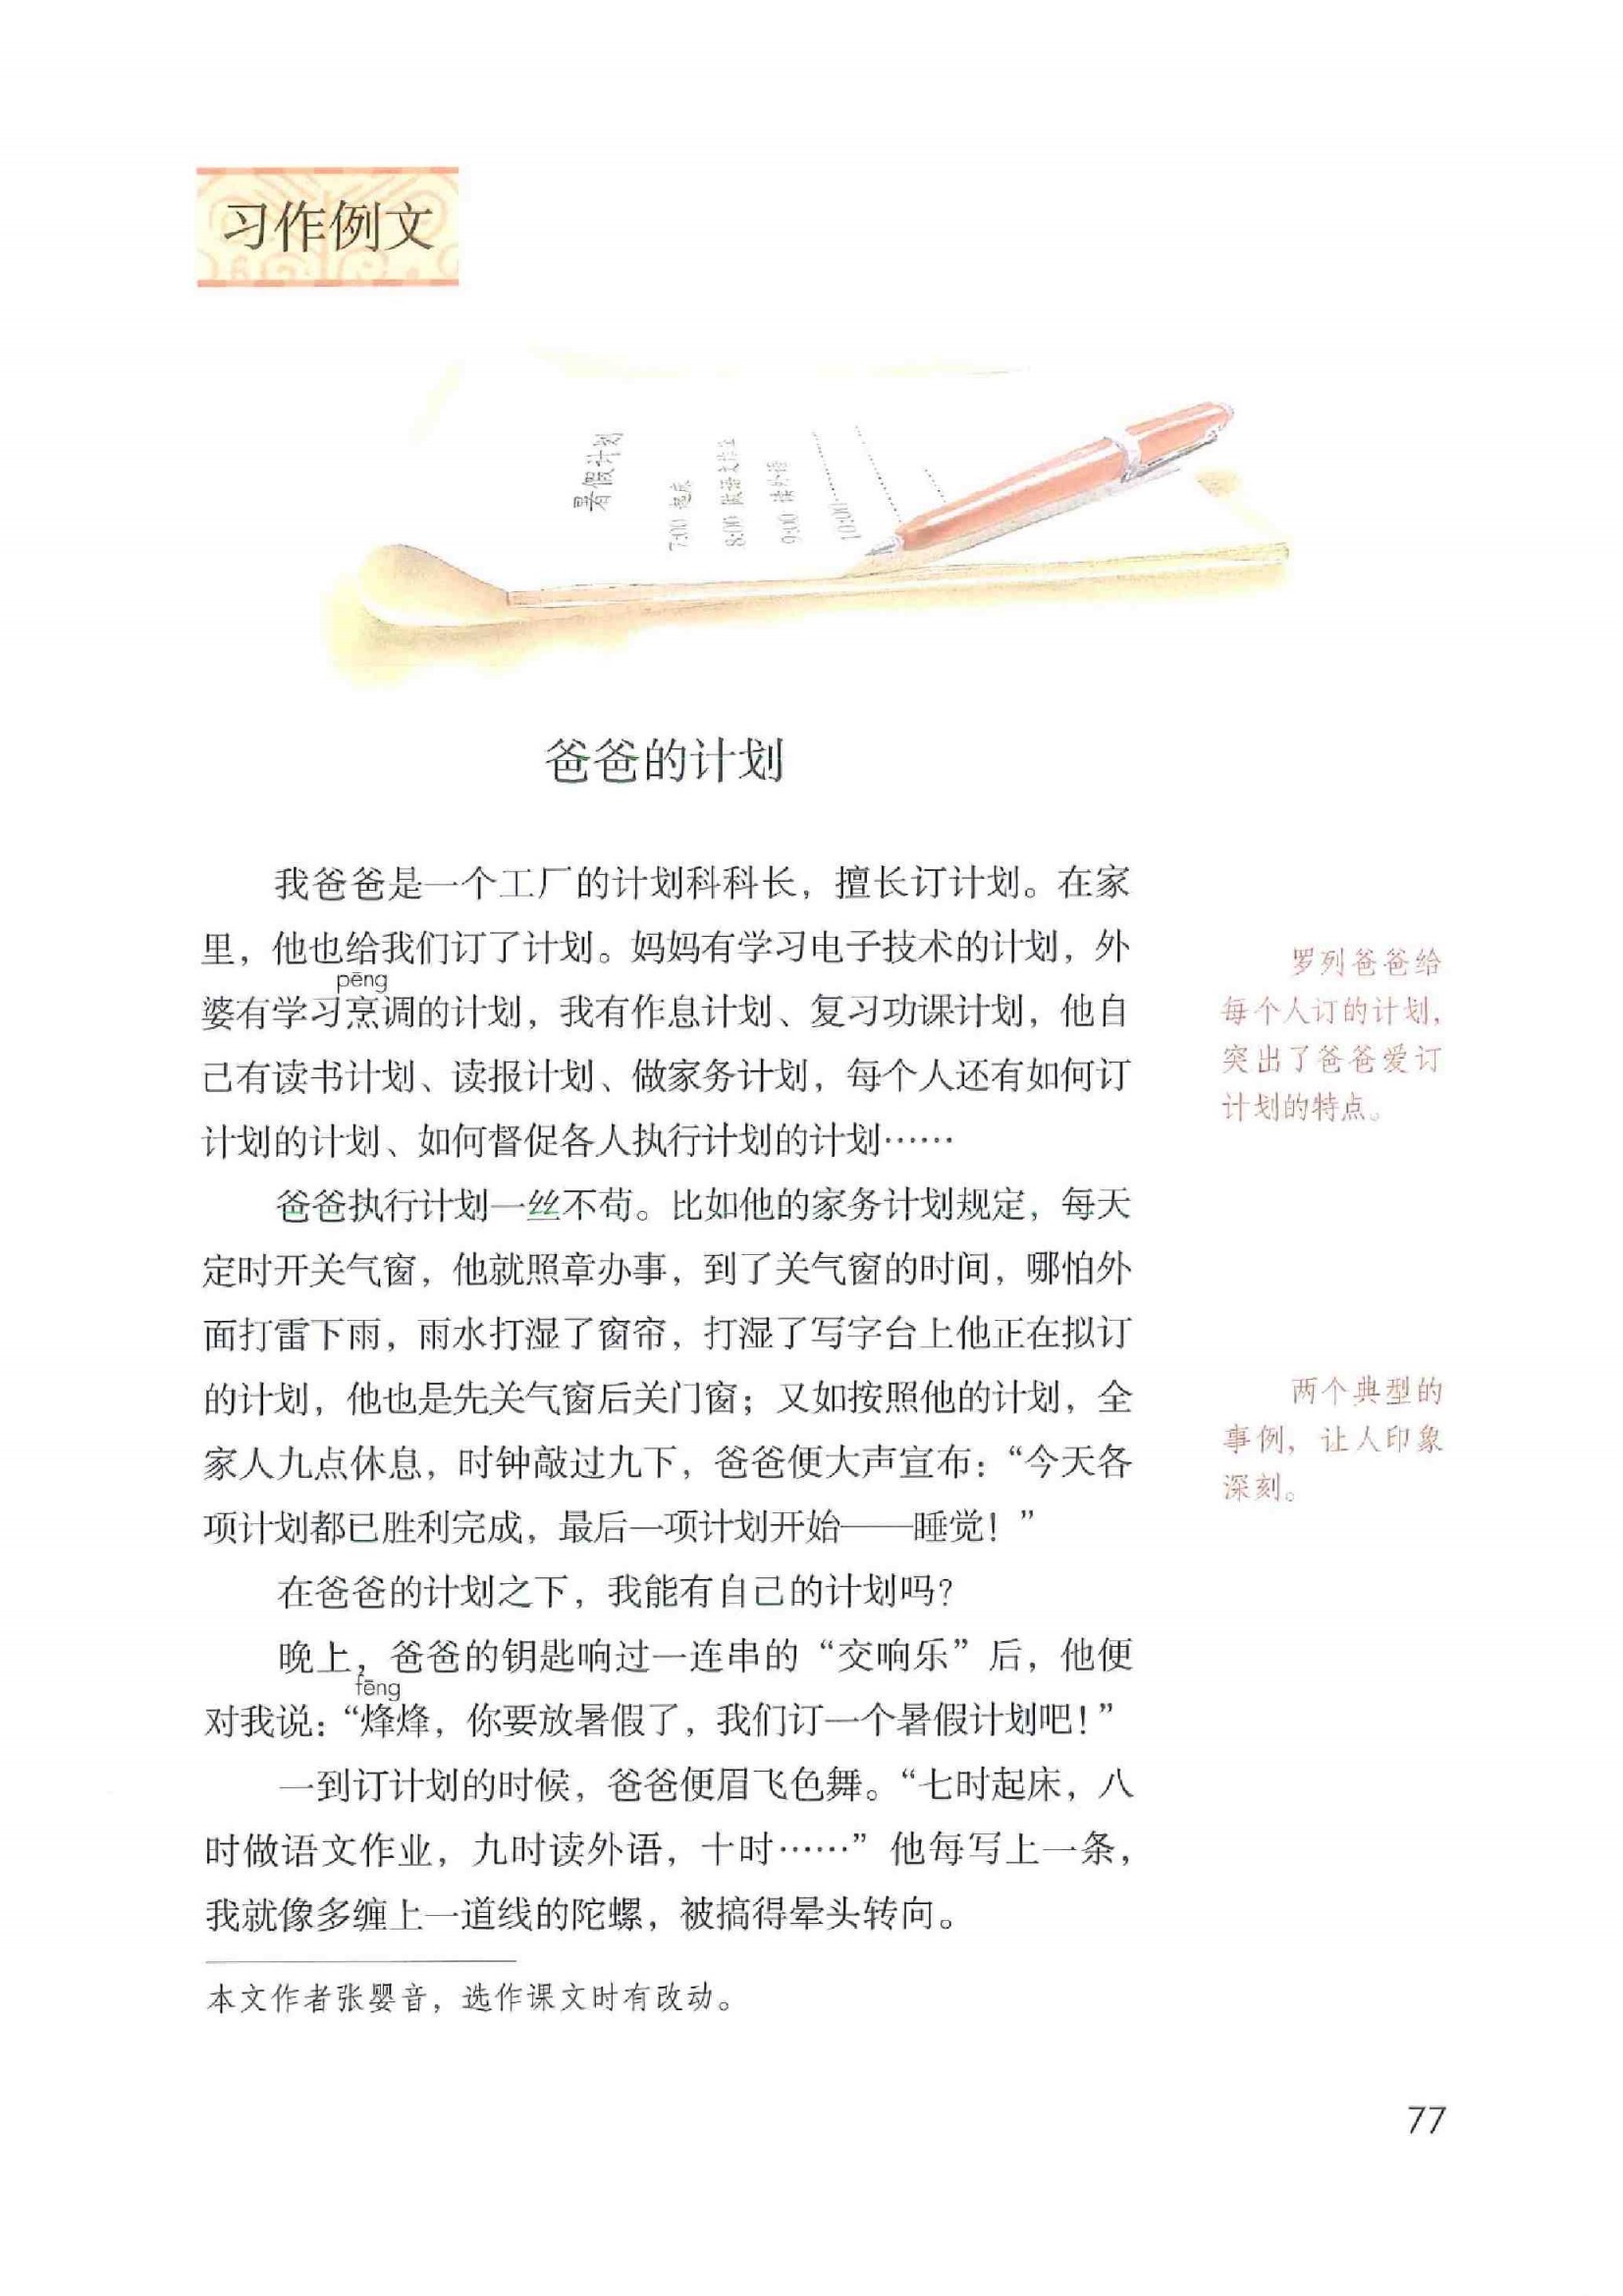 习作例文
暑假计划
7:00 起床
8:00 做语文作业
9:00 读外语
10:00
爸爸的计划
我爸爸是一个工厂的计划科科长，擅长订计划。在家
里，他也给我们订了计划。妈妈有学习电子技术的计划，外
pēng
婆有学习烹调的计划，我有作息计划、复习功课计划，他自
己有读书计划、读报计划、做家务计划，每个人还有如何订
计划的计划、如何督促各人执行计划的计划……
罗列爸爸给
每个人订的计划，
突出了爸爸爱订
计划的特点。
爸爸执行计划一丝不苟。比如他的家务计划规定，每天
定时开关气窗，他就照章办事，到了关气窗的时间，哪怕外
面打雷下雨，雨水打湿了窗帘，打湿了写字台上他正在拟订
的计划，他也是先关气窗后关门窗；又如按照他的计划，全
家人九点休息，时钟敲过九下，爸爸便大声宣布：“今天各
项计划都已胜利完成，最后一项计划开始——睡觉！”
两个典型的
事例，让人印象
深刻。
在爸爸的计划之下，我能有自己的计划吗？
晚上，爸爸的钥匙响过一连串的“交响乐”后，他便
fēng
对我说：“烽烽，你要放暑假了，我们订一个暑假计划吧！”
一到订计划的时候，爸爸便眉飞色舞。“七时起床，八
时做语文作业，九时读外语，十时……”他每写上一条，
我就像多缠上一道线的陀螺，被搞得晕头转向。
本文作者张婴音，选作课文时有改动。
77